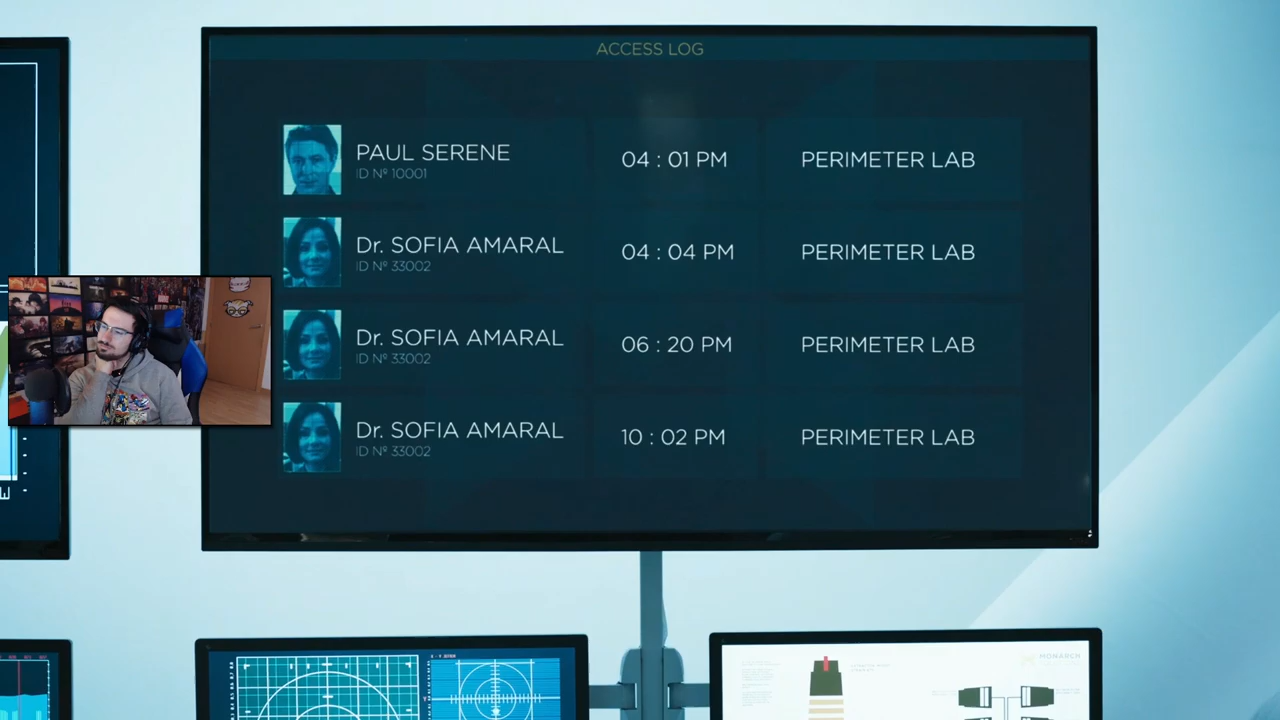 ACCESS LOG
PAUL SERENE
ID Nº 10001
04 : 01 PM
PERIMETER LAB
Dr. SOFIA AMARAL
ID Nº 33002
04 : 04 PM
PERIMETER LAB
Dr. SOFIA AMARAL
ID Nº 33002
06 : 20 PM
PERIMETER LAB
Dr. SOFIA AMARAL
ID Nº 33002
10 : 02 PM
PERIMETER LAB
MONARCH